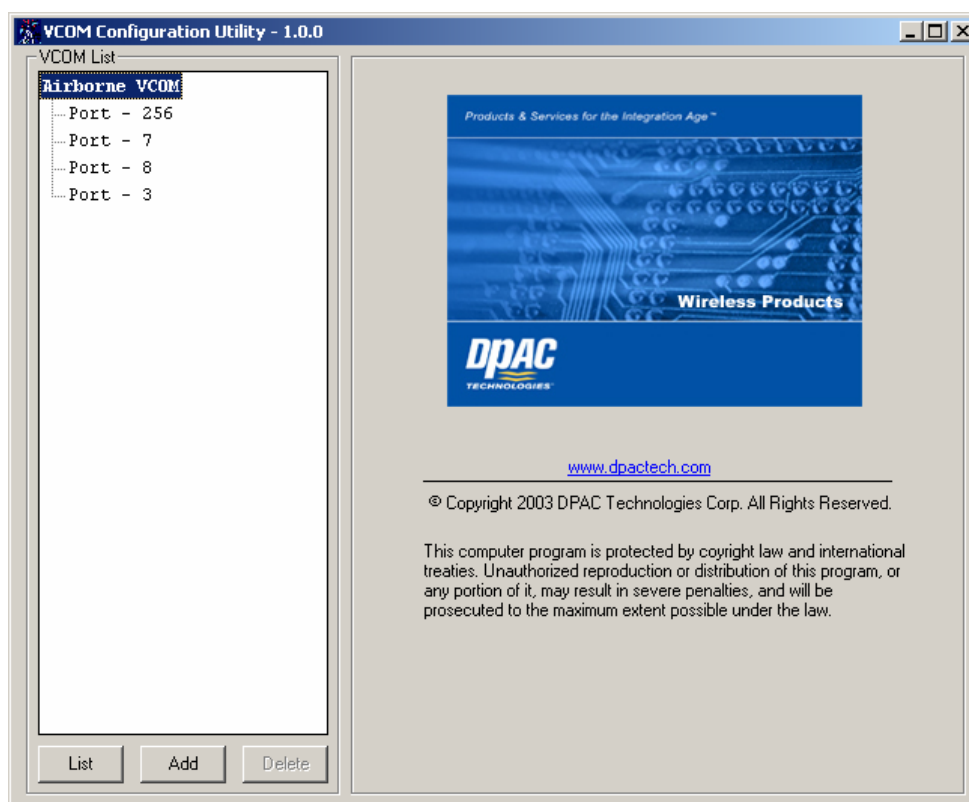 VCOM Configuration Utility - 1.0.0
VCOM List
Airborne VCOM
Port - 256
Port - 7
Port - 8
Port - 3
List
Add
Delete
Products & Services for the Integration Age™
Wireless Products
DPAC
TECHNOLOGIES
www.dpactech.com
© Copyright 2003 DPAC Technologies Corp. All Rights Reserved.
This computer program is protected by coyright law and international
treaties. Unauthorized reproduction or distribution of this program, or
any portion of it, may result in severe penalties, and will be
prosecuted to the maximum extent possible under the law.